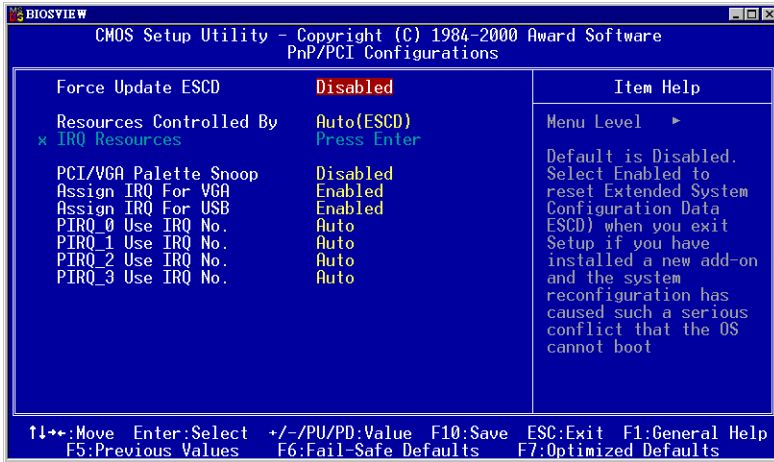 BIOSVIEW
CMOS Setup Utility - Copyright (C) 1984-2000 Award Software
PnP/PCI Configurations
Force Update ESCD Disabled
Resources Controlled By Auto(ESCD)
x IRQ Resources Press Enter
PCI/VGA Palette Snoop Disabled
Assign IRQ For VGA Enabled
Assign IRQ For USB Enabled
PIRQ_0 Use IRQ No. Auto
PIRQ_1 Use IRQ No. Auto
PIRQ_2 Use IRQ No. Auto
PIRQ_3 Use IRQ No. Auto
Item Help
Menu Level ►
Default is Disabled.
Select Enabled to
reset Extended System
Configuration Data
ESCD) when you exit
Setup if you have
installed a new add-on
and the system
reconfiguration has
caused such a serious
conflict that the OS
cannot boot
↑↓→←:Move Enter:Select +/-/PU/PD:Value F10:Save ESC:Exit F1:General Help
F5:Previous Values F6:Fail-Safe Defaults F7:Optimized Defaults